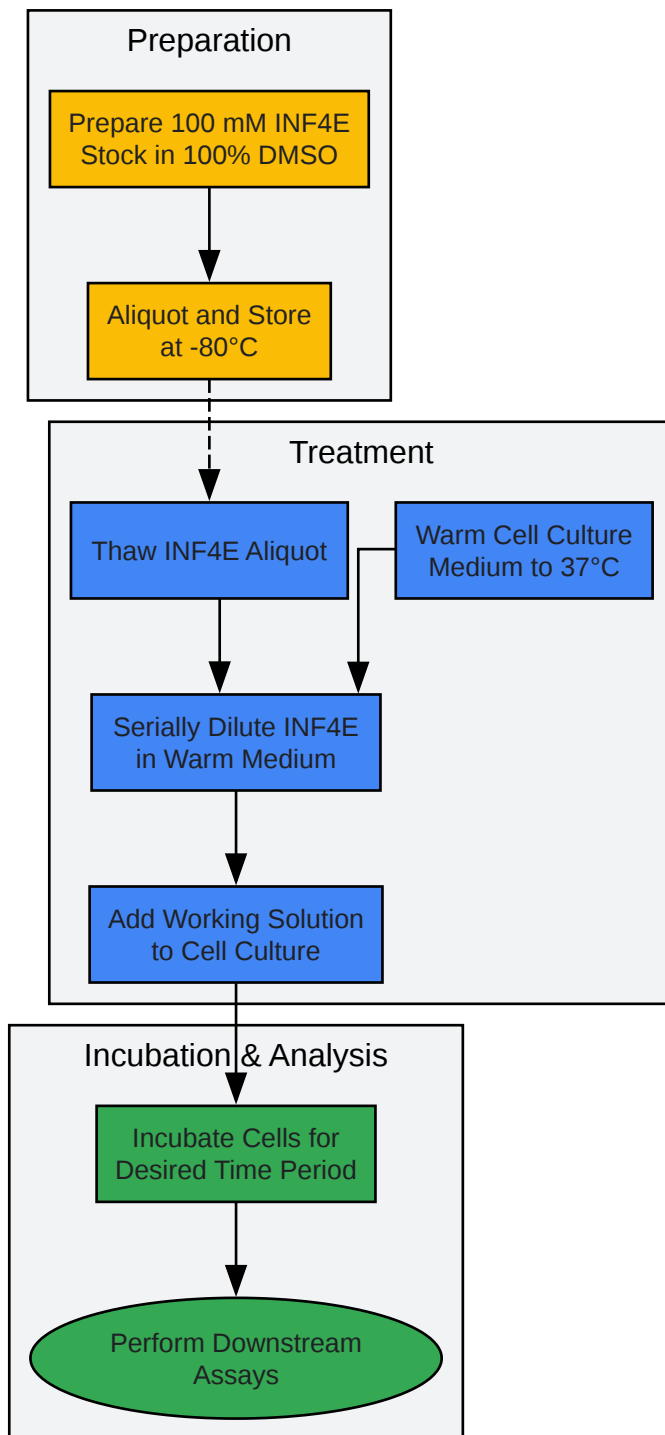 Preparation
Prepare 100 mM INF4E
Stock in 100% DMSO
Aliquot and Store
at -80°C
Treatment
Thaw INF4E Aliquot
Warm Cell Culture
Medium to 37°C
Serially Dilute INF4E
in Warm Medium
Add Working Solution
to Cell Culture
Incubation & Analysis
Incubate Cells for
Desired Time Period
Perform Downstream
Assays